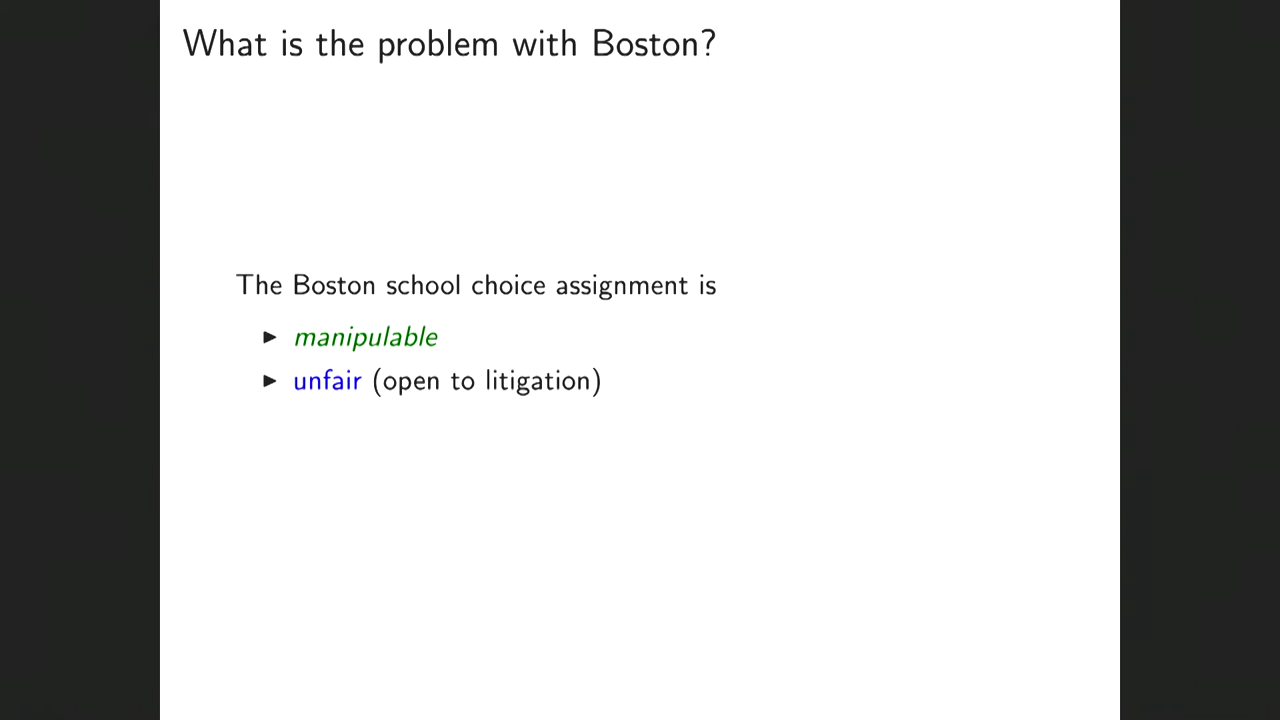 What is the problem with Boston?
The Boston school choice assignment is
▶ manipulable
▶ unfair (open to litigation)